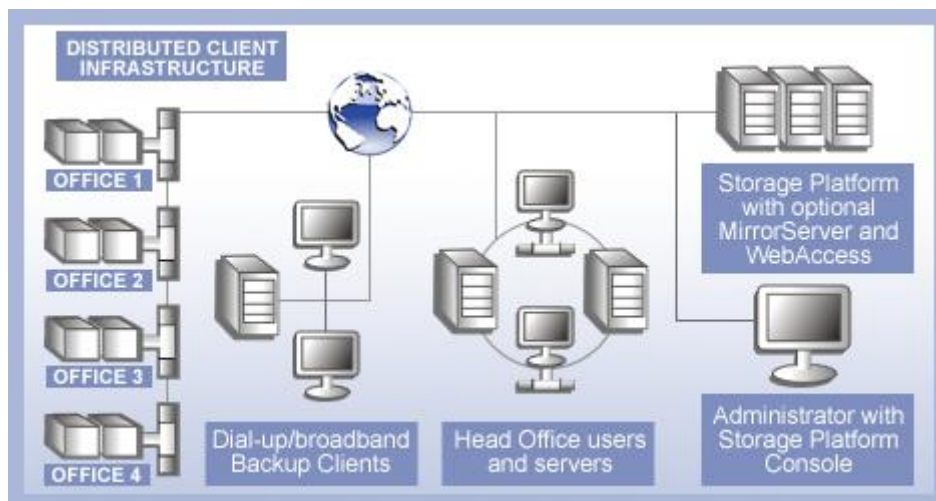 DISTRIBUTED CLIENT
INFRASTRUCTURE
OFFICE 1
OFFICE 2
OFFICE 3
OFFICE 4
Dial-up/broadband
Backup Clients
Head Office users
and servers
Storage Platform
with optional
MirrorServer and
WebAccess
Administrator with
Storage Platform
Console